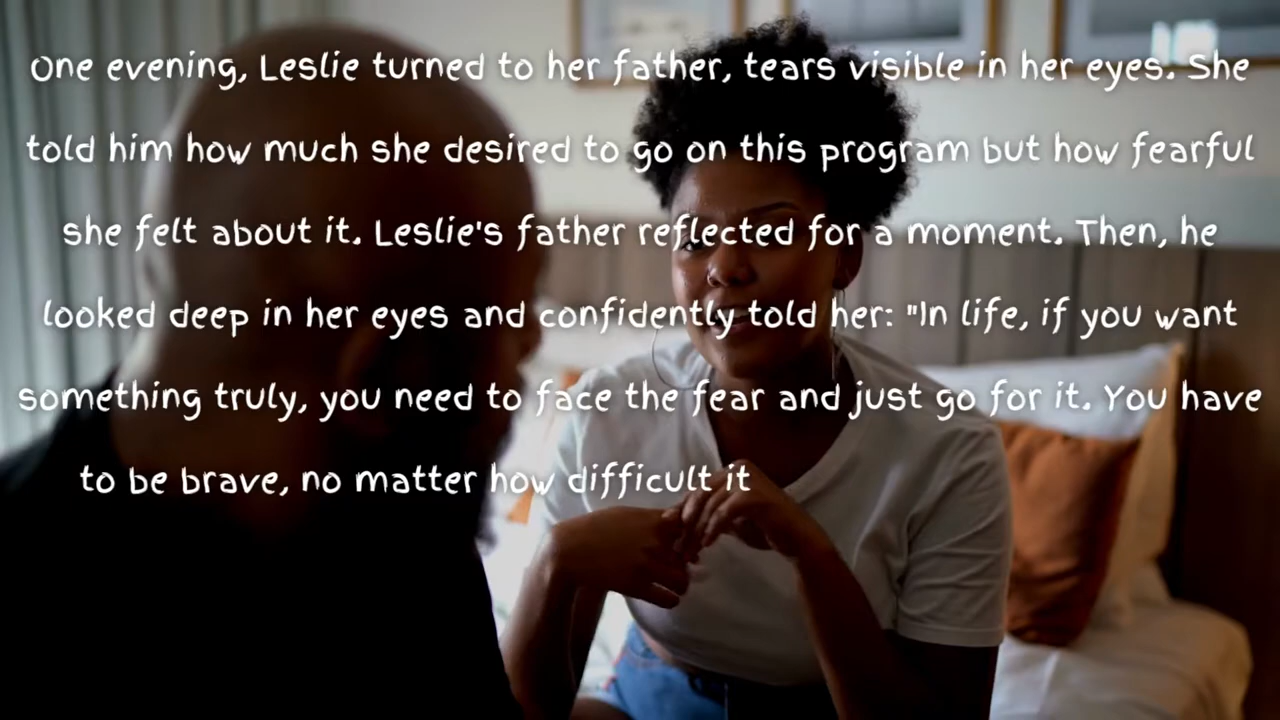 One evening, Leslie turned to her father, tears visible in her eyes. She
told him how much she desired to go on this program but how fearful
she felt about it. Leslie's father reflected for a moment. Then, he
looked deep in her eyes and confidently told her: "In life, if you want
something truly, you need to face the fear and just go for it. You have
to be brave, no matter how difficult it